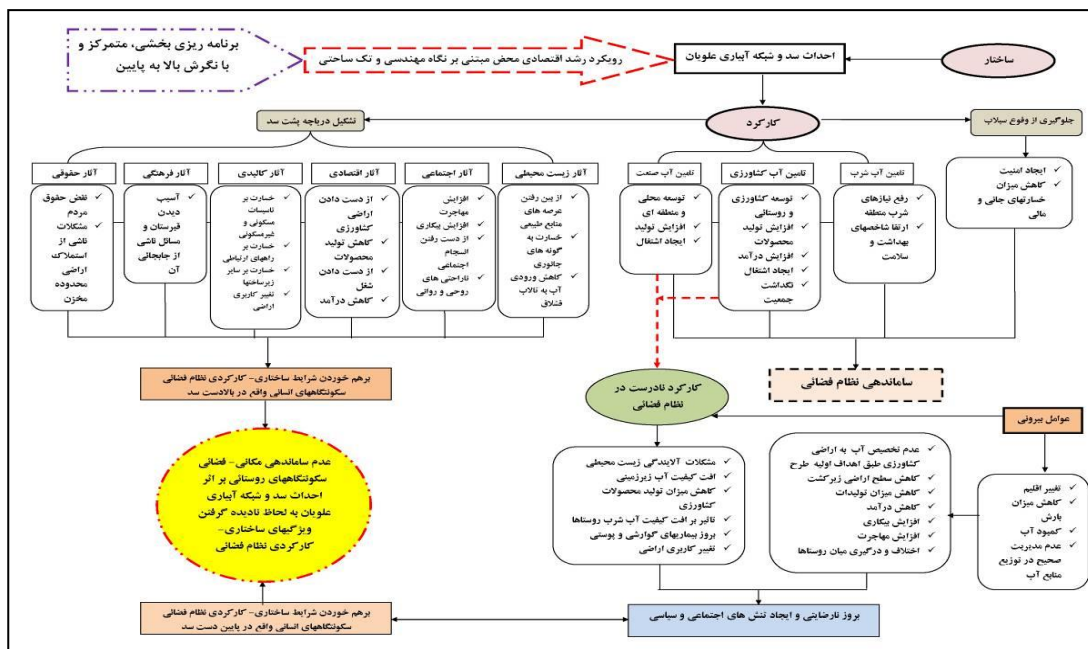 برنامه ریزی بخشی، متمرکز و
با نگرش بالا به پایین
رویکرد رشد اقتصادی محض مبتنی بر نگاه مهندسی و تک ساحتی
احداث سد و شبکه آبیاری علویان
ساختار
کارکرد
جلوگیری از وقوع سیلاب
تشکیل دریاچه پشت سد
✓ ایجاد امنیت
✓ کاهش میزان
خسارتهای جانی و
مالی
تامین آب شرب
✓ رفع نیازهای
شرب منطقه
✓ ارتقا شاخصهای
بهداشت و
سلامت
تامین آب کشاورزی
✓ توسعه کشاورزی
و روستائی
✓ افزایش تولید
محصولات
✓ افزایش درآمد
✓ ایجاد اشتغال
✓ نگداشت
جمعیت
تامین آب صنعت
✓ توسعه محلی
و منطقه ای
✓ افزایش تولید
✓ ایجاد اشتغال
آثار زیست محیطی
✓ از بین رفتن
عرصه های
منابع طبیعی
✓ خسارت به
گونه های
جانوری
✓ کاهش ورودی
آب به تالاب
قشلاق
آثار اجتماعی
✓ افزایش
مهاجرت
✓ افزایش بیکاری
✓ از دست رفتن
انسجام
اجتماعی
✓ ناراحتی های
روحی و روانی
آثار اقتصادی
✓ از دست دادن
اراضی
کشاورزی
✓ کاهش تولید
محصولات
✓ از دست دادن
شغل
✓ کاهش درآمد
آثار کالبدی
✓ خسارت بر
تاسیسات
مسکونی و
غیرمسکونی
✓ خسارت بر
راههای ارتباطی
✓ خسارت بر سایر
زیرساختها
✓ تغییر کاربری
اراضی
آثار فرهنگی
✓ آسیب
دیدن
قبرستان و
مسائل ناشی
از جابجائی
آن
آثار حقوقی
✓ نقض حقوق
مردم
✓ مشکلات
ناشی از
استملاک
اراضی
محدوده
مخزن
برهم خوردن شرایط ساختاری- کارکردی نظام فضائی
سکونتگاههای انسانی واقع در بالادست سد
ساماندهی نظام فضائی
کارکرد نادرست در
نظام فضائی
عوامل بیرونی
✓ تغییر اقلیم
✓ کاهش میزان
بارش
✓ کمبود آب
✓ عدم مدیریت
صحیح در توزیع
منابع آب
✓ عدم تخصیص آب به اراضی
کشاورزی طبق اهداف اولیه طرح
✓ کاهش سطح اراضی زیرکشت
✓ کاهش میزان تولیدات
✓ کاهش درآمد
✓ افزایش بیکاری
✓ افزایش مهاجرت
✓ اختلاف و درگیری میان روستاها
✓ مشکلات آلایندگی زیست محیطی
✓ افت کیفیت آب زیرزمینی
✓ کاهش میزان تولید محصولات
کشاورزی
✓ تاثیر بر افت کیفیت آب شرب روستاها
✓ بروز بیماریهای گوارشی و پوستی
✓ تغییر کاربری اراضی
عدم ساماندهی مکانی- فضائی
سکونتگاههای روستائی بر اثر
احداث سد و شبکه آبیاری
علویان به لحاظ نادیده گرفتن
ویژگیهای ساختاری-
کارکردی نظام فضائی
بروز نارضایتی و ایجاد تنش های اجتماعی و سیاسی
برهم خوردن شرایط ساختاری- کارکردی نظام فضائی
سکونتگاههای انسانی واقع در پایین دست سد